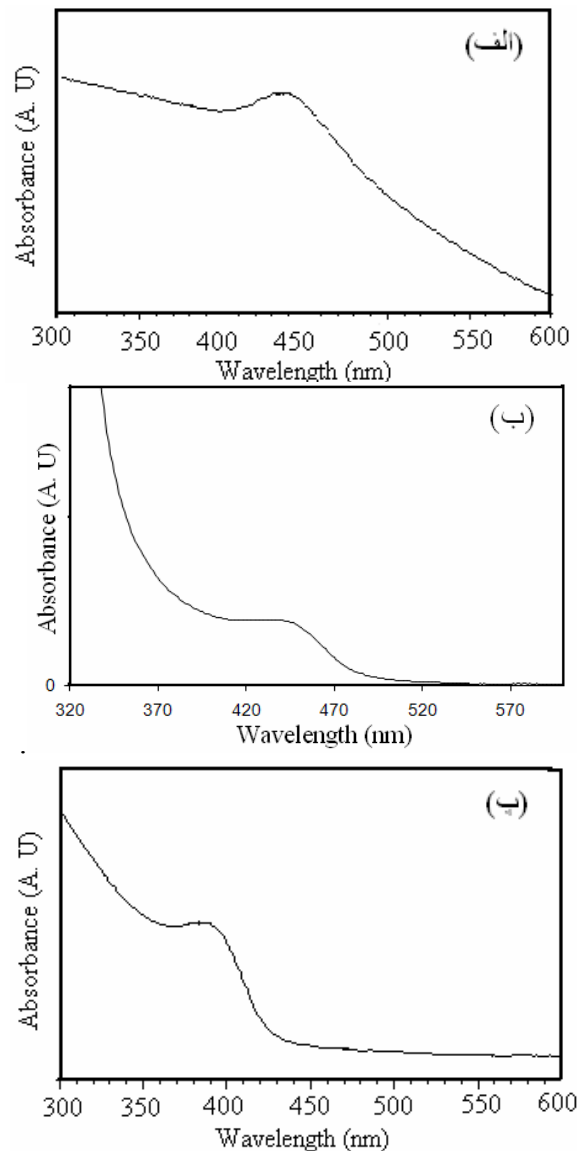 (الف)
Absorbance (A. U)
300 350 400 450 500 550 600
Wavelength (nm)
(ب)
Absorbance (A. U)
0
320 370 420 470 520 570
Wavelength (nm)
.
(پ)
Absorbance (A. U)
300 350 400 450 500 550 600
Wavelength (nm)